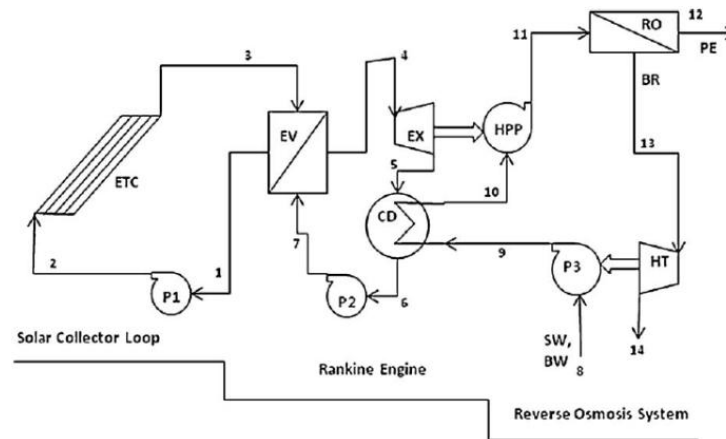 12
RO
PE
11
BR
3
4
EV
EX
HPP
ETC
5
10
13
CD
7
9
P3
HT
2
1
P1
P2
6
14
SW,
BW
8
Solar Collector Loop
Rankine Engine
Reverse Osmosis System